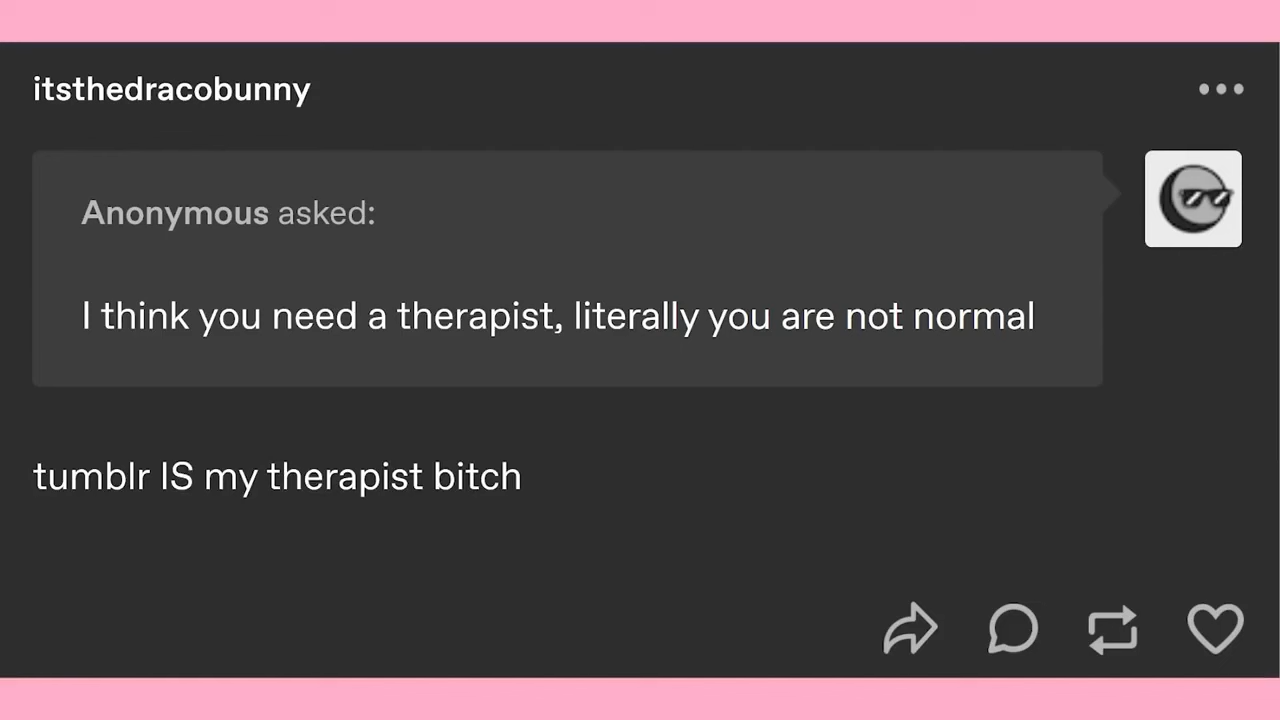 itsthedracobunny
Anonymous asked:
I think you need a therapist, literally you are not normal
tumblr IS my therapist bitch